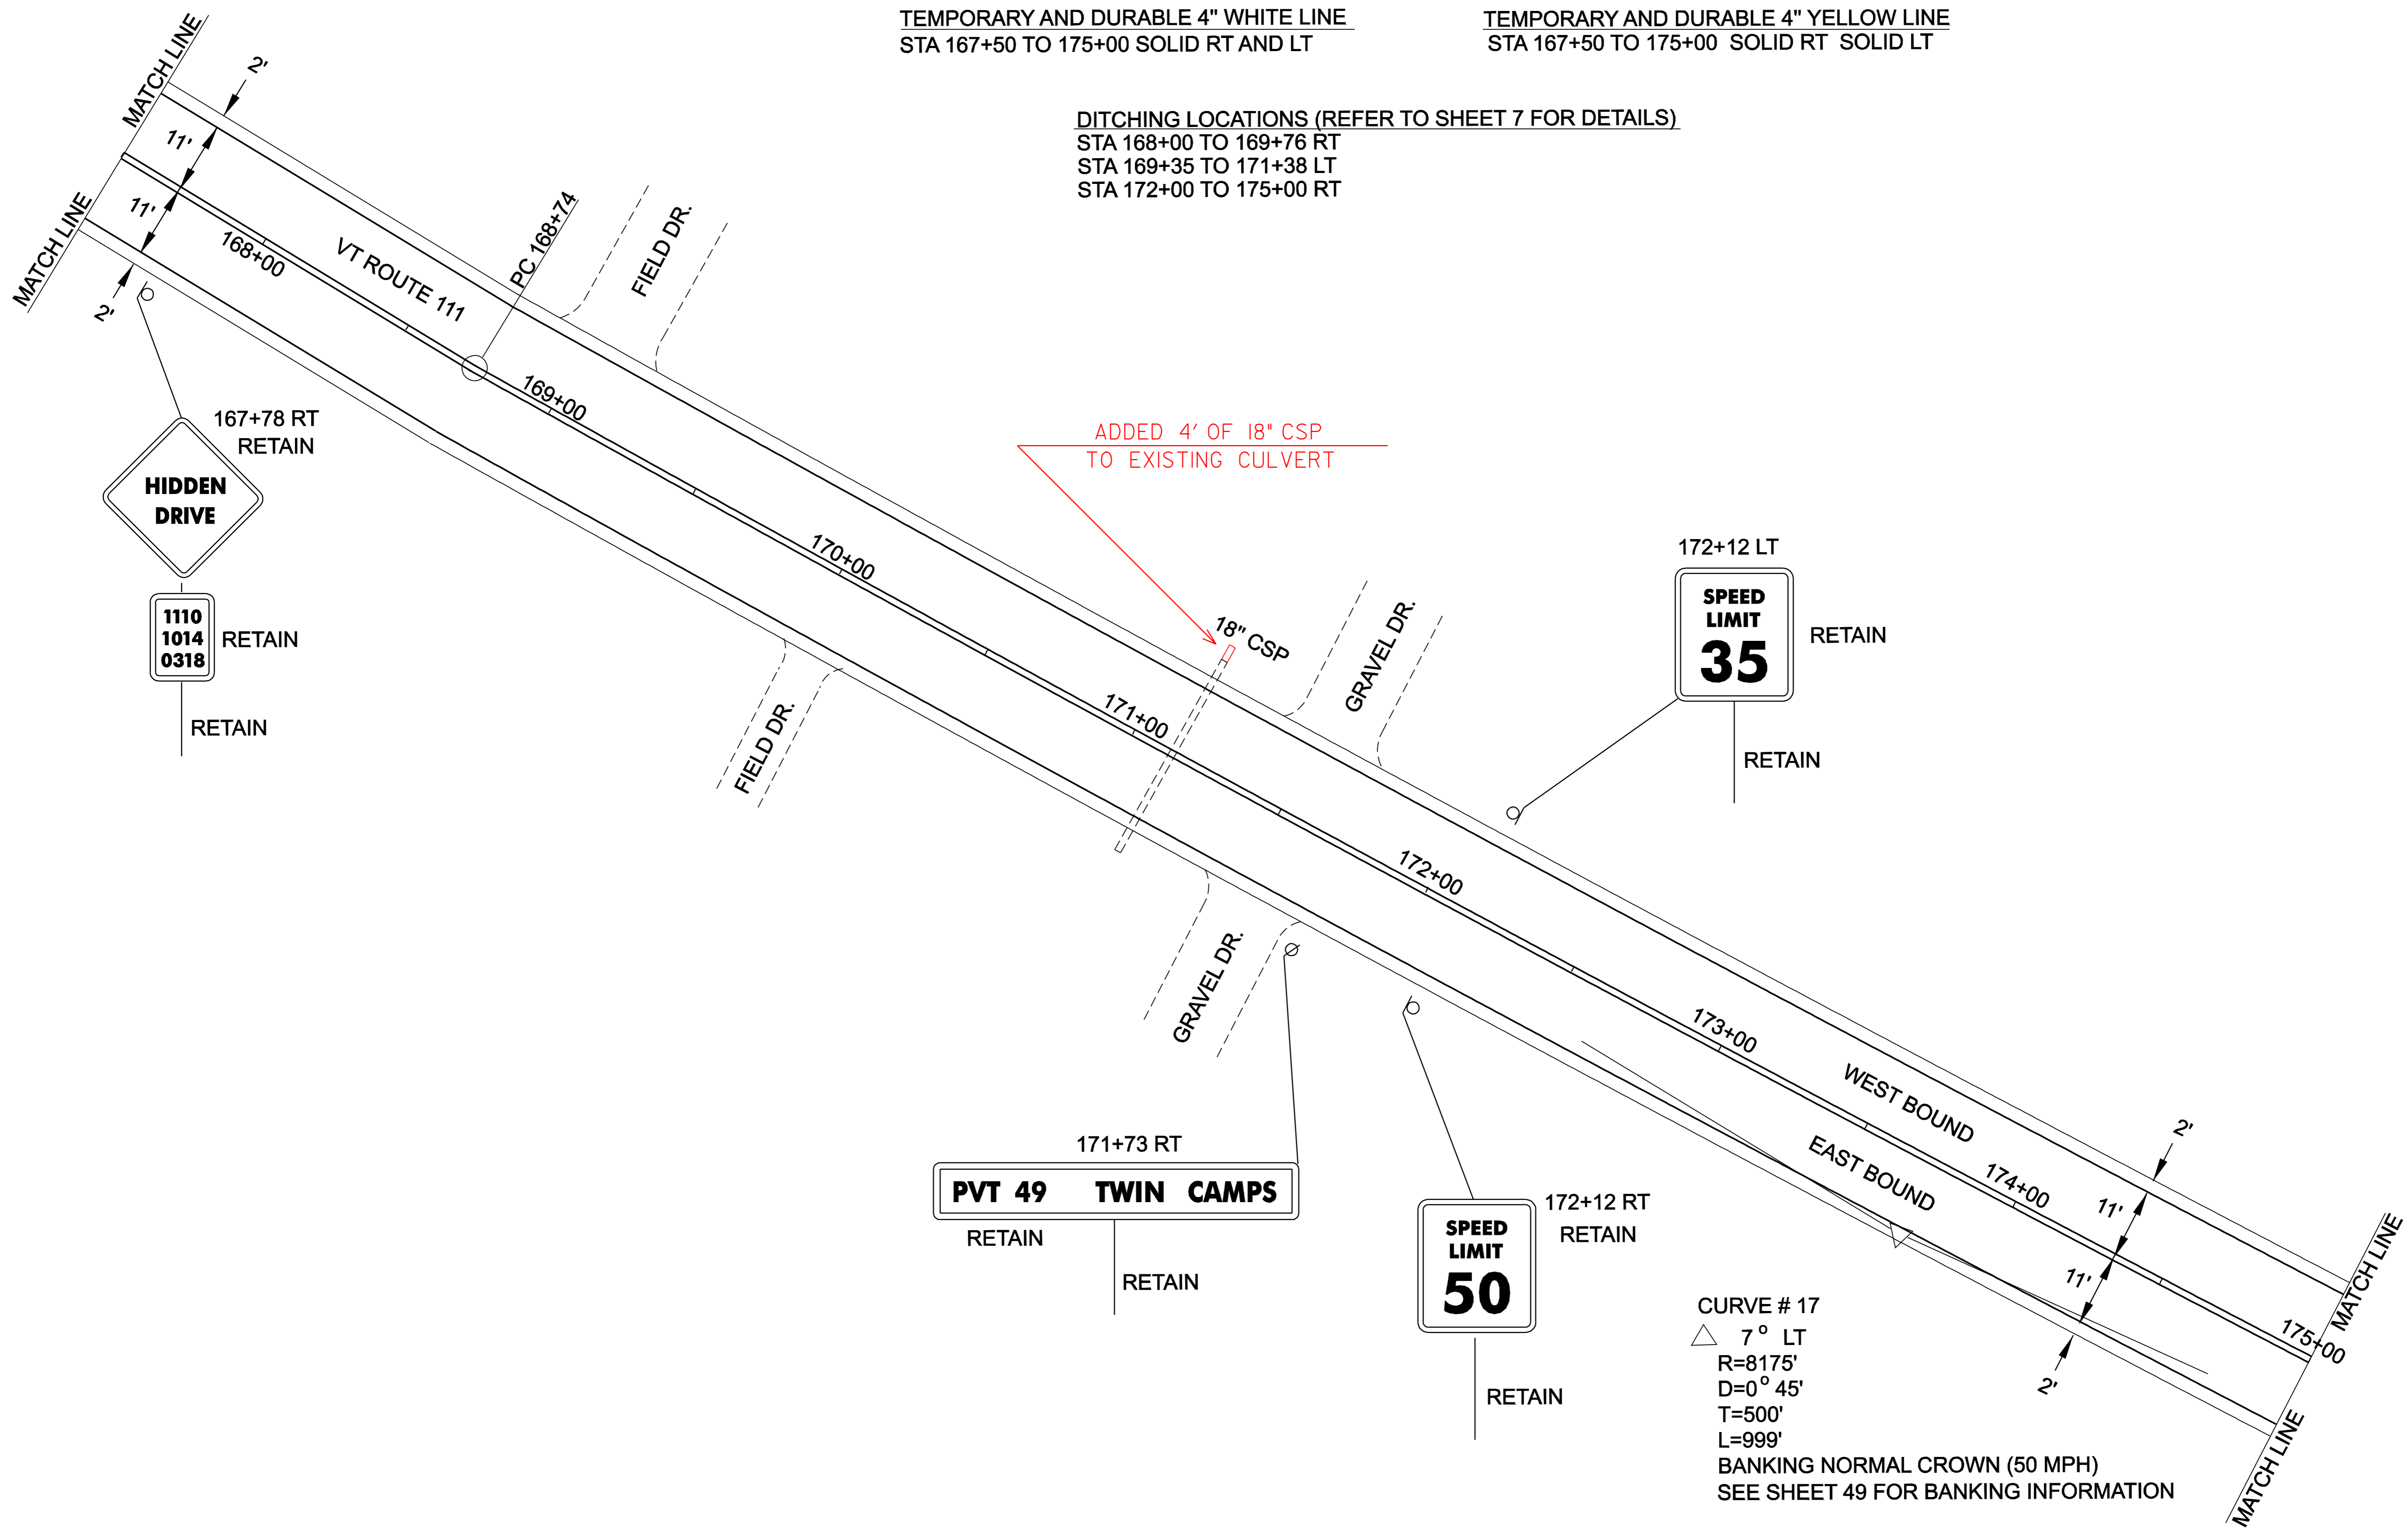 TEMPORARY AND DURABLE 4" WHITE LINE
STA 167+50 TO 175+00 SOLID RT AND LT
TEMPORARY AND DURABLE 4" YELLOW LINE
STA 167+50 TO 175+00 SOLID RT SOLID LT
DITCHING LOCATIONS (REFER TO SHEET 7 FOR DETAILS)
STA 168+00 TO 169+76 RT
STA 169+35 TO 171+38 LT
STA 172+00 TO 175+00 RT
MATCH LINE
MATCH LINE
2'
11'
11'
2'
168+00
VT ROUTE 111
PC 168+74
FIELD DR.
169+00
167+78 RT
RETAIN
HIDDEN
DRIVE
1110
1014
0318
RETAIN
RETAIN
ADDED 4' OF 18" CSP
TO EXISTING CULVERT
170+00
18" CSP
GRAVEL DR.
171+00
FIELD DR.
172+12 LT
SPEED
LIMIT
35
RETAIN
RETAIN
172+00
GRAVEL DR.
173+00
WEST BOUND
EAST BOUND
174+00
171+73 RT
PVT 49 TWIN CAMPS
RETAIN
RETAIN
172+12 RT
RETAIN
SPEED
LIMIT
50
RETAIN
2'
11'
11'
2'
175+00
MATCH LINE
MATCH LINE
CURVE # 17
△ 7° LT
R=8175'
D=0° 45'
T=500'
L=999'
BANKING NORMAL CROWN (50 MPH)
SEE SHEET 49 FOR BANKING INFORMATION